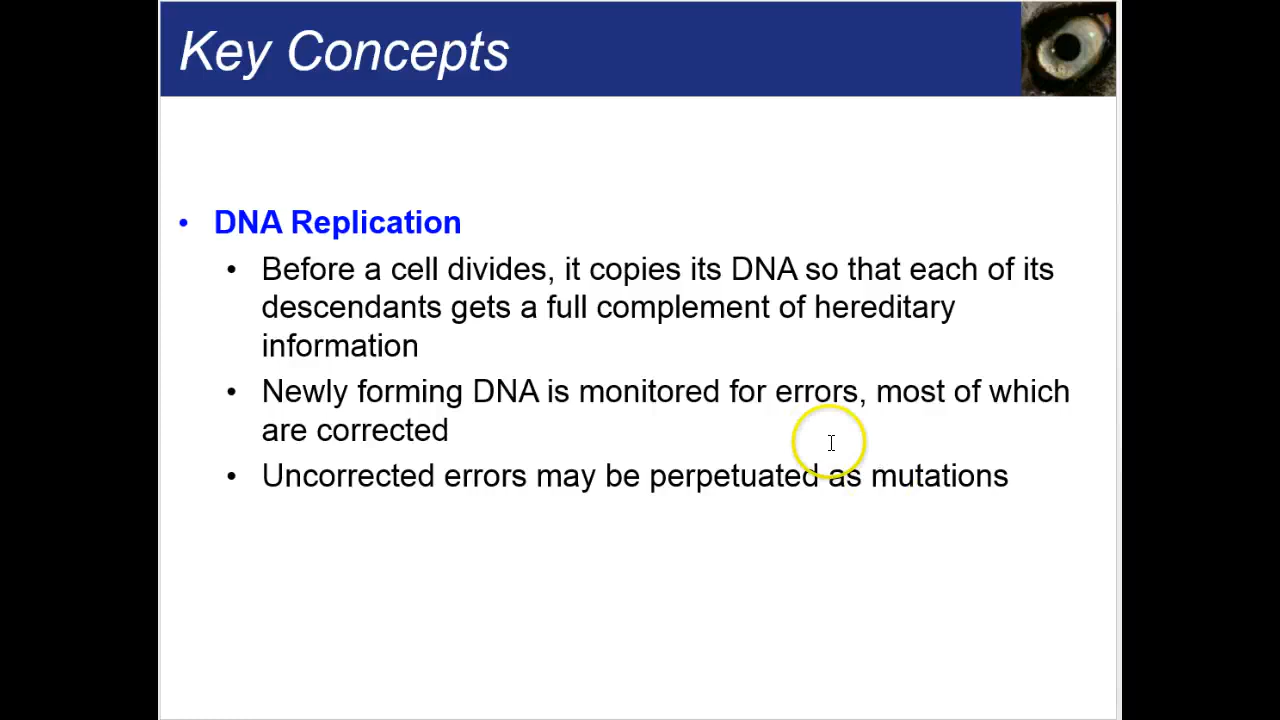 Key Concepts
• DNA Replication
• Before a cell divides, it copies its DNA so that each of its
descendants gets a full complement of hereditary
information
• Newly forming DNA is monitored for errors, most of which
are corrected
• Uncorrected errors may be perpetuated as mutations